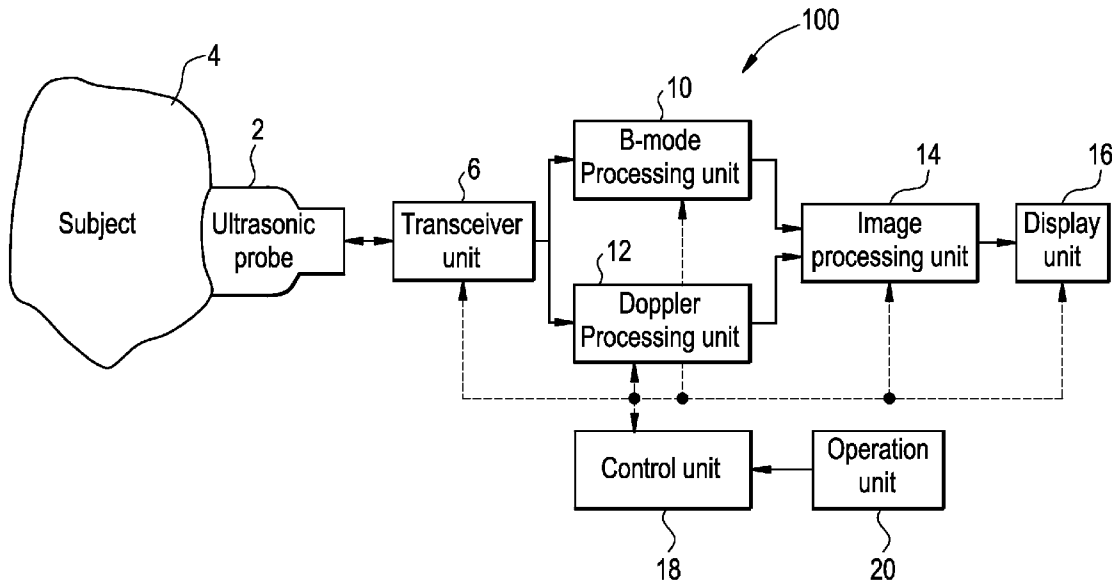 100
4
10
2
B-mode
Processing unit
14
16
6
Subject
Ultrasonic
probe
Transceiver
unit
Image
processing unit
Display
unit
12
Doppler
Processing unit
Control unit
Operation
unit
18
20